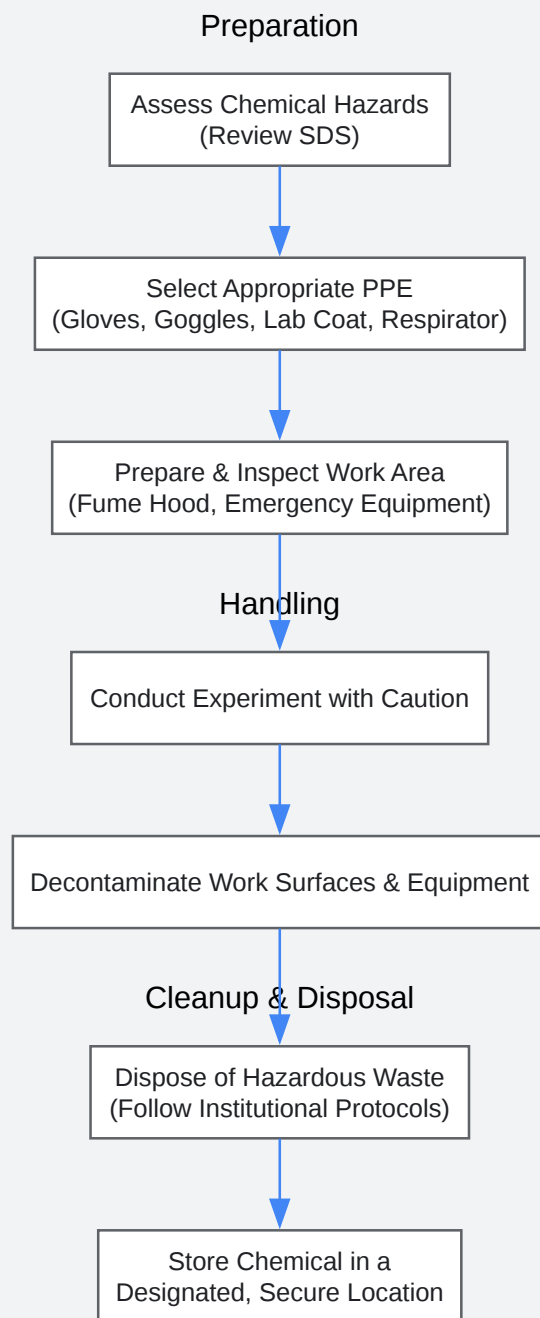 Preparation
Assess Chemical Hazards
(Review SDS)
Select Appropriate PPE
(Gloves, Goggles, Lab Coat, Respirator)
Prepare & Inspect Work Area
(Fume Hood, Emergency Equipment)
Handling
Conduct Experiment with Caution
Decontaminate Work Surfaces & Equipment
Cleanup & Disposal
Dispose of Hazardous Waste
(Follow Institutional Protocols)
Store Chemical in a
Designated, Secure Location